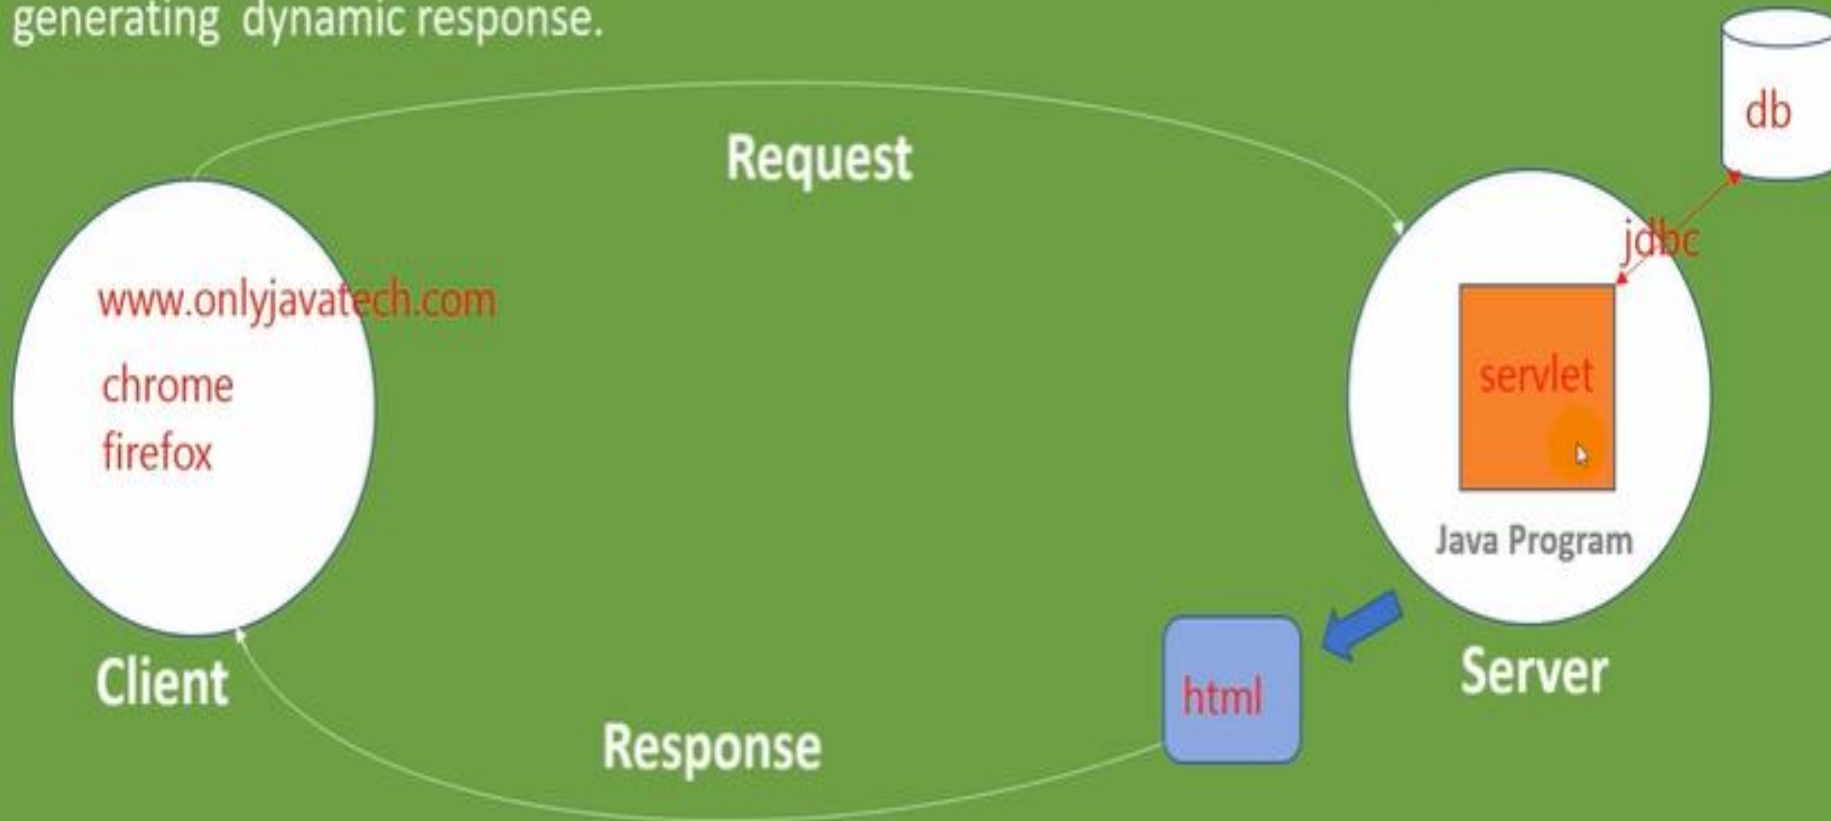 generating dynamic response.
db
Request
jdbc
www.onlyjavatech.com
chrome
firefox
servlet
Java Program
Client
Server
html
Response